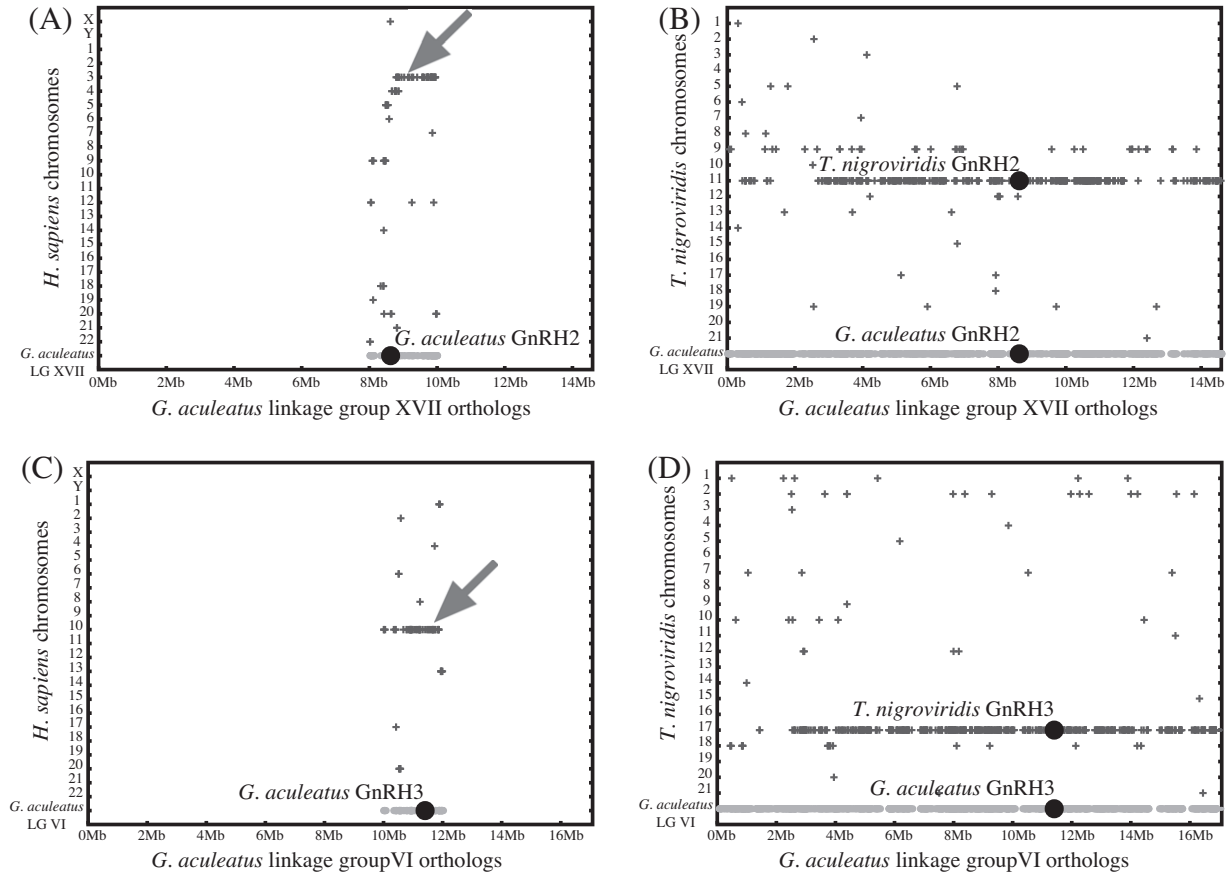 (A)
H. sapiens chromosomes
X
Y
1
2
3
4
5
6
7
8
9
10
11
12
13
14
15
16
17
18
19
20
21
22
G. aculeatus
LG XVII
G. aculeatus GnRH2
0Mb 2Mb 4Mb 6Mb 8Mb 10Mb 12Mb 14Mb
G. aculeatus linkage group XVII orthologs
(B)
T. nigroviridis chromosomes
1
2
3
4
5
6
7
8
9
10
11
12
13
14
15
16
17
18
19
20
21
G. aculeatus
LG XVII
T. nigroviridis GnRH2
G. aculeatus GnRH2
0Mb 2Mb 4Mb 6Mb 8Mb 10Mb 12Mb 14Mb
G. aculeatus linkage group XVII orthologs
(C)
H. sapiens chromosomes
X
Y
1
2
3
4
5
6
7
8
9
10
11
12
13
14
15
16
17
18
19
20
21
22
G. aculeatus
LG VI
G. aculeatus GnRH3
0Mb 2Mb 4Mb 6Mb 8Mb 10Mb 12Mb 14Mb 16Mb
G. aculeatus linkage groupVI orthologs
(D)
T. nigroviridis chromosomes
1
2
3
4
5
6
7
8
9
10
11
12
13
14
15
16
17
18
19
20
21
G. aculeatus
LG VI
T. nigroviridis GnRH3
G. aculeatus GnRH3
0Mb 2Mb 4Mb 6Mb 8Mb 10Mb 12Mb 14Mb 16Mb
G. aculeatus linkage groupVI orthologs